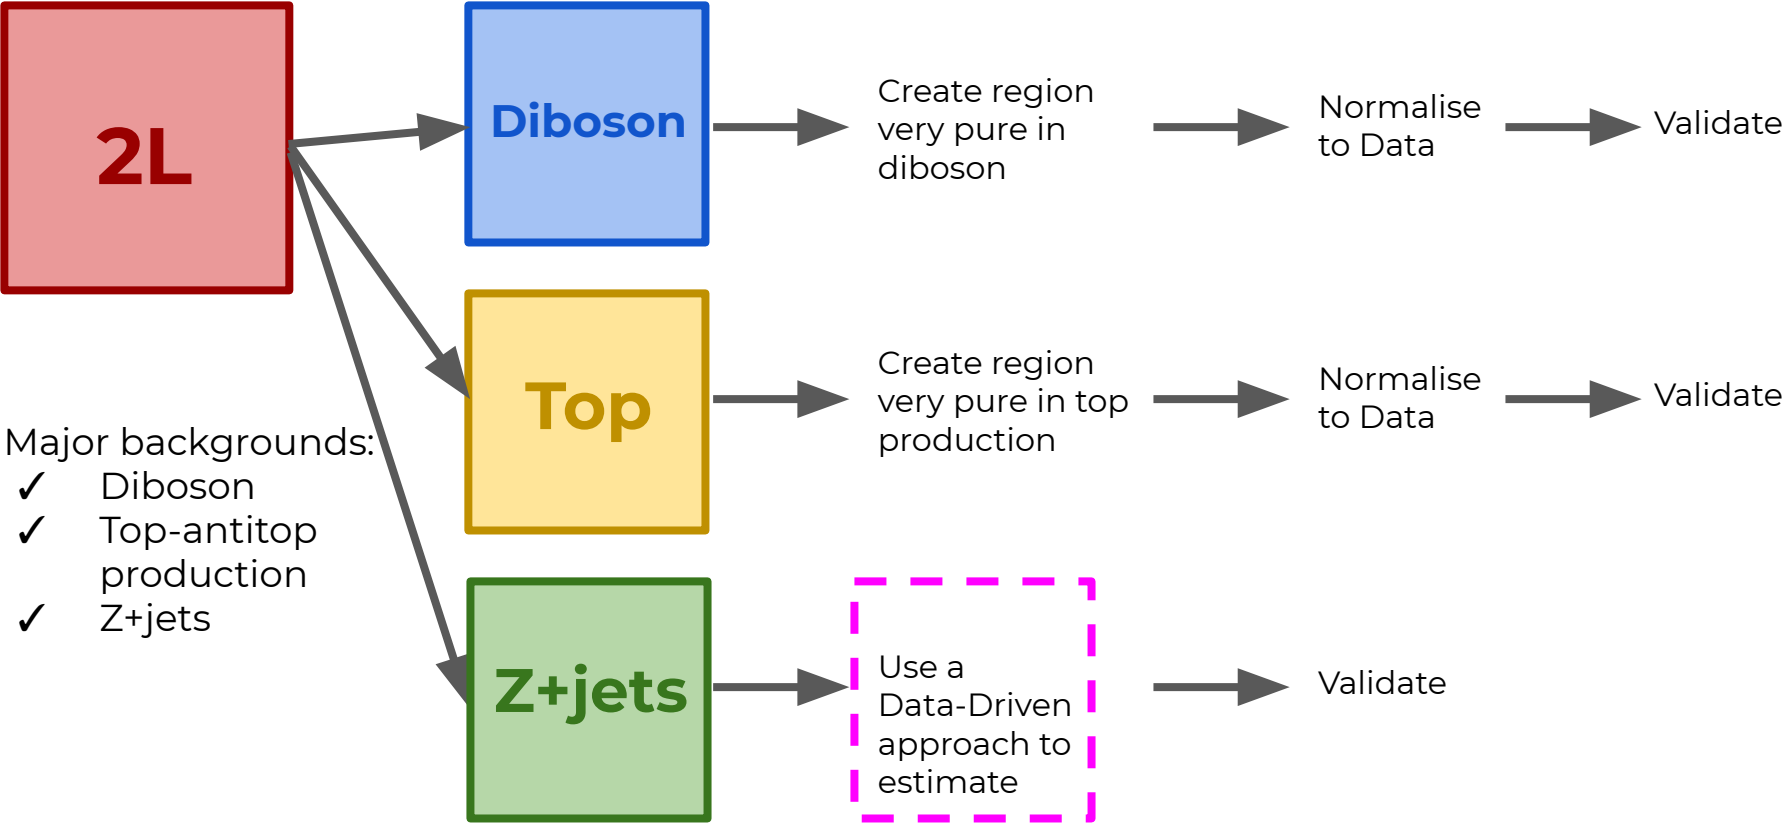 2L
Major backgrounds:
✓ Diboson
✓ Top-antitop
production
✓ Z+jets
Diboson
Create region
very pure in
diboson
Normalise
to Data
Validate
Top
Create region
very pure in top
production
Normalise
to Data
Validate
Z+jets
Use a
Data-Driven
approach to
estimate
Validate